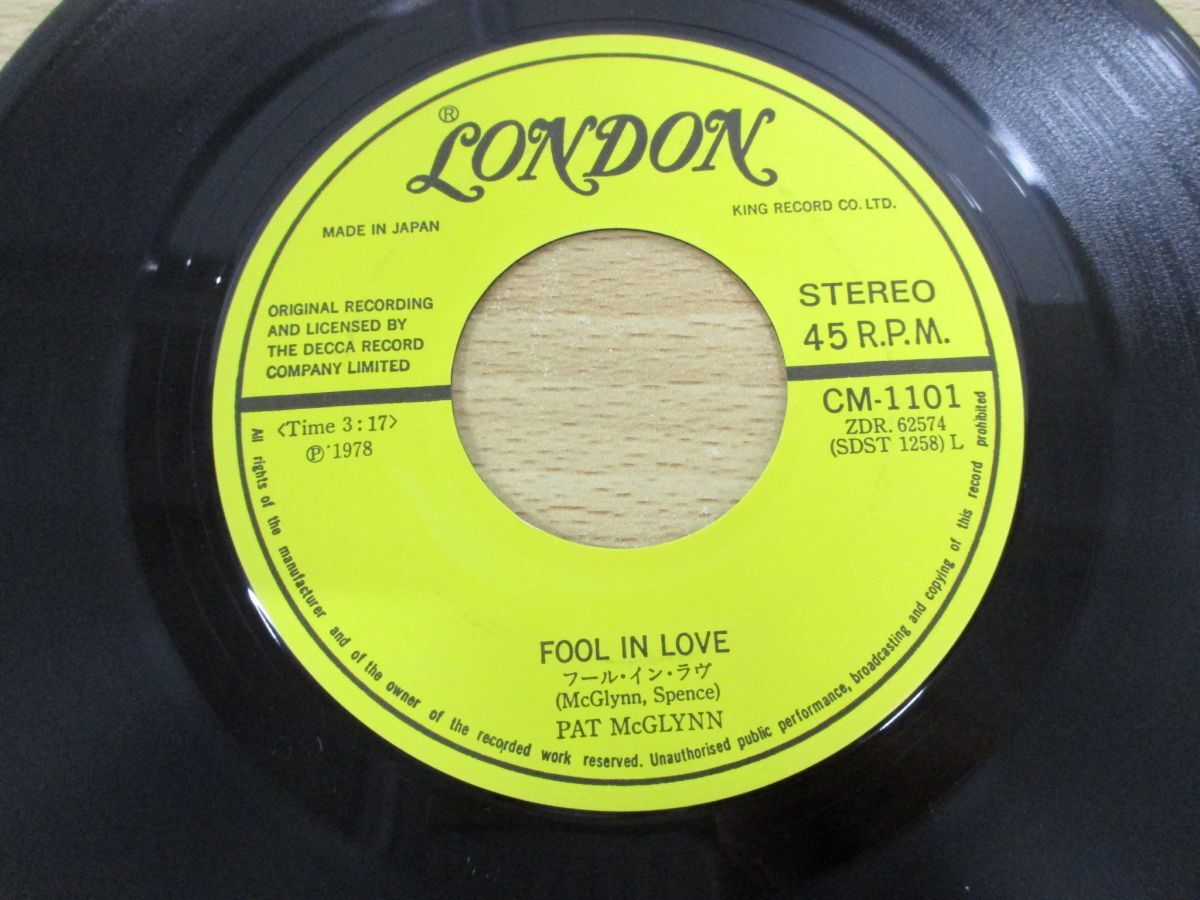 ® LONDON
MADE IN JAPAN
KING RECORD CO. LTD.
ORIGINAL RECORDING
AND LICENSED BY
THE DECCA RECORD
COMPANY LIMITED
STEREO
45 R.P.M.
<Time 3:17>
Ⓟ '1978
CM-1101
ZDR. 62574
(SDST 1258) L
FOOL IN LOVE
フール・イン・ラヴ
(McGlynn, Spence)
PAT McGLYNN
All rights of the manufacturer and of the owner of the recorded work reserved. Unauthorised public performance, broadcasting and copying of this record prohibited